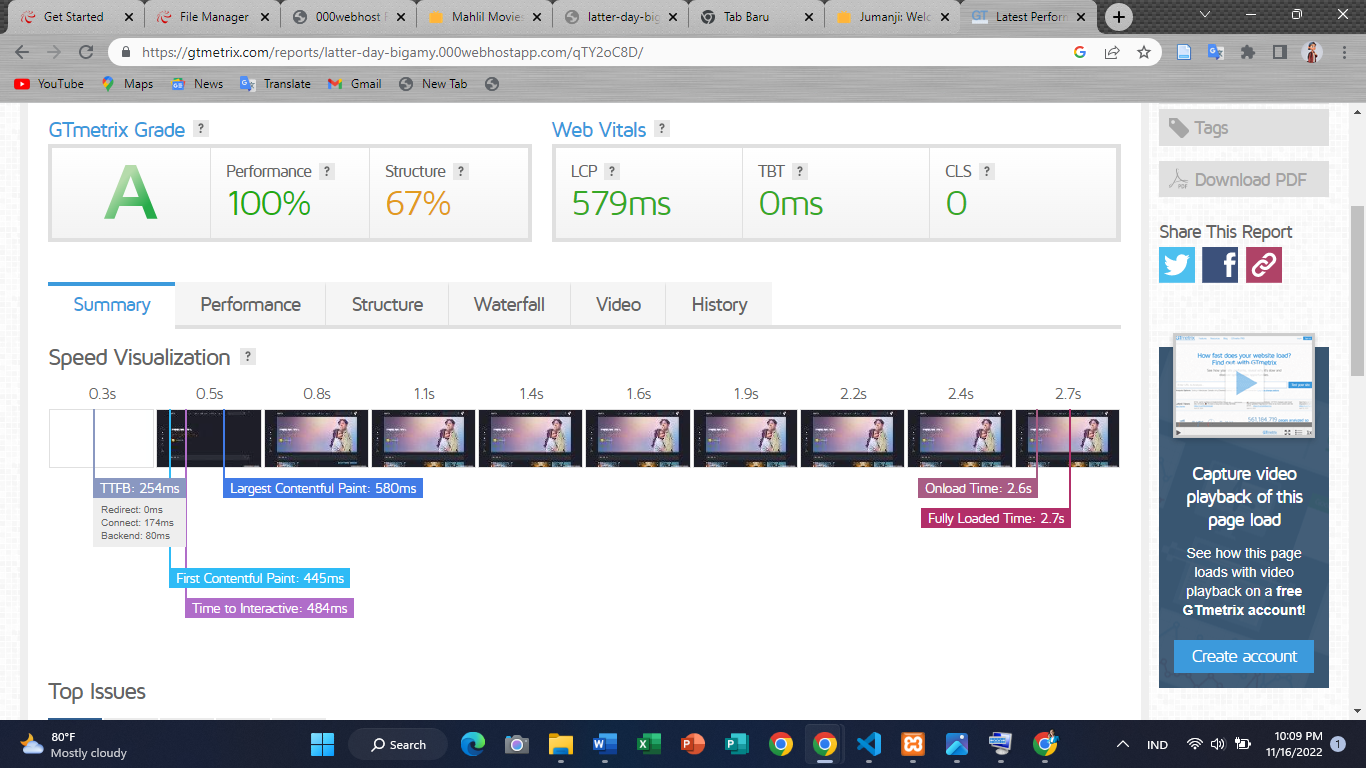 Get Started
File Manager
000webhost F
Mahlil Movies
latter-day-big
Tab Baru
Jumanji: Welc
GT
Latest Perform
https://gtmetrix.com/reports/latter-day-bigamy.000webhostapp.com/qTY2oC8D/
YouTube
Maps
News
Translate
Gmail
New Tab
GTmetrix Grade ?
Web Vitals ?
A
Performance ?
100%
Structure ?
67%
LCP ?
579ms
TBT ?
0ms
CLS ?
0
Tags
Download PDF
Share This Report
Summary
Performance
Structure
Waterfall
Video
History
Speed Visualization ?
0.3s
0.5s
0.8s
1.1s
1.4s
1.6s
1.9s
2.2s
2.4s
2.7s
TTFB: 254ms
Redirect: 0ms
Connect: 174ms
Backend: 80ms
Largest Contentful Paint: 580ms
Onload Time: 2.6s
Fully Loaded Time: 2.7s
First Contentful Paint: 445ms
Time to Interactive: 484ms
How fast does your website load?
Find out with GTmetrix
Capture video
playback of this
page load
See how this page
loads with video
playback on a free
GTmetrix account!
Create account
Top Issues
80°F
Mostly cloudy
Search
IND
10:09 PM
11/16/2022
1